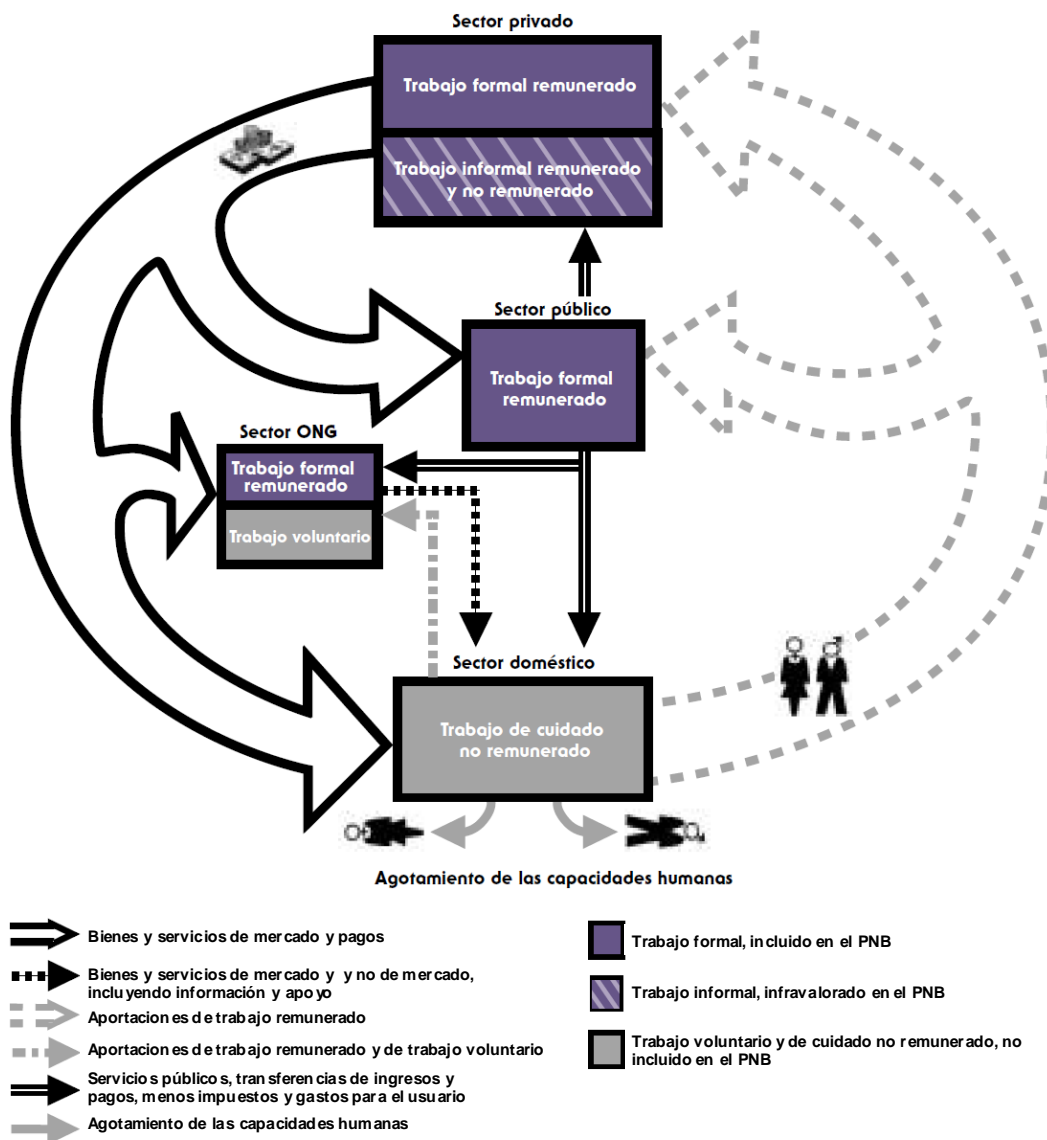 Sector privado
Trabajo formal remunerado
Trabajo informal remunerado
y no remunerado
Sector público
Trabajo formal
remunerado
Sector ONG
Trabajo formal
remunerado
Trabajo voluntario
Sector doméstico
Trabajo de cuidado
no remunerado
Agotamiento de las capacidades humanas
Bienes y servicios de mercado y pagos
Bienes y servicios de mercado y y no de mercado,
incluyendo información y apoyo
Aportaciones de trabajo remunerado
Aportaciones de trabajo remunerado y de trabajo voluntario
Servicios públicos, transferencias de ingresos y
pagos, menos impuestos y gastos para el usuario
Agotamiento de las capacidades humanas
Trabajo formal, incluido en el PNB
Trabajo informal, infravalorado en el PNB
Trabajo voluntario y de cuidado no remunerado, no
incluido en el PNB